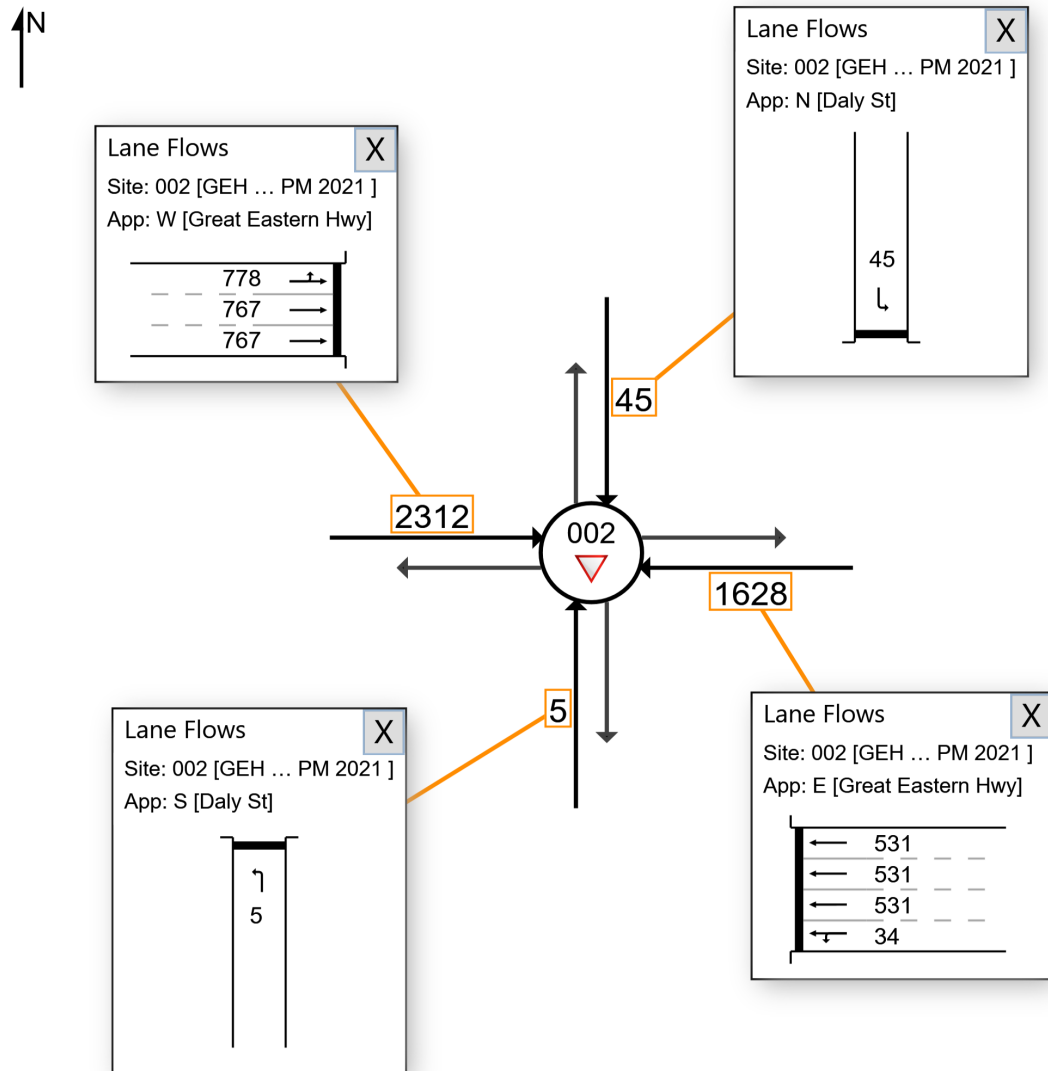 N
Lane Flows
X
Site: 002 [GEH ... PM 2021 ]
App: N [Daly St]
45
Lane Flows
X
Site: 002 [GEH ... PM 2021 ]
App: W [Great Eastern Hwy]
778
767
767
45
2312
002
1628
5
Lane Flows
X
Site: 002 [GEH ... PM 2021 ]
App: S [Daly St]
5
Lane Flows
X
Site: 002 [GEH ... PM 2021 ]
App: E [Great Eastern Hwy]
531
531
531
34